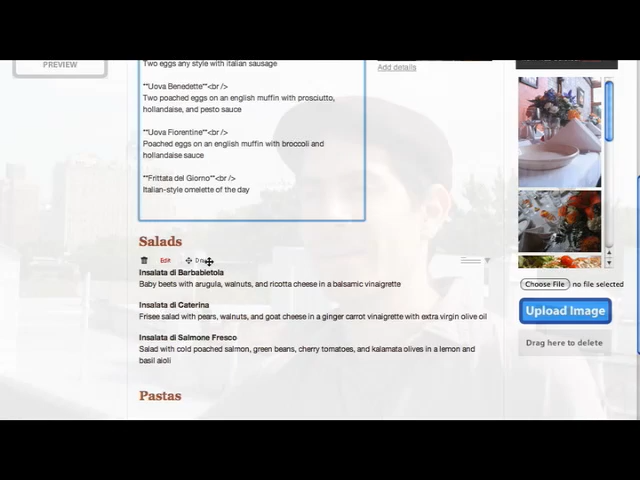 PREVIEW
Two eggs any style with italian sausage
Add details
**Uova Benedette**<br />
Two poached eggs on an english muffin with prosciutto,
hollandaise, and pesto sauce
**Uova Fiorentine**<br />
Poached eggs on an english muffin with broccoli and
hollandaise sauce
**Frittata del Giorno**<br />
Italian-style omelette of the day
Salads
Edit
Insalata di Barbabietola
Baby beets with arugula, walnuts, and ricotta cheese in a balsamic vinaigrette
Insalata di Caterina
Frisee salad with pears, walnuts, and goat cheese in a ginger carrot vinaigrette with extra virgin olive oil
Insalata di Salmone Fresco
Salad with cold poached salmon, green beans, cherry tomatoes, and kalamata olives in a lemon and
basil aioli
Pastas
Choose File no file selected
Upload Image
Drag here to delete